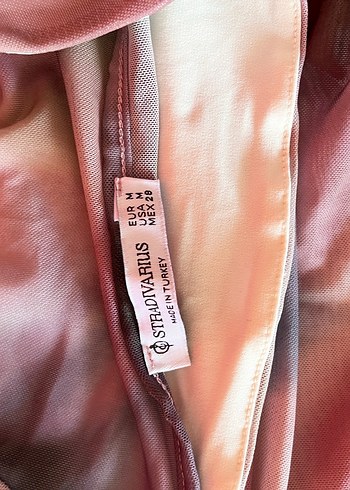 EUR M
USA M
MEX 28
STRADIVARIUS
MADE IN TURKEY